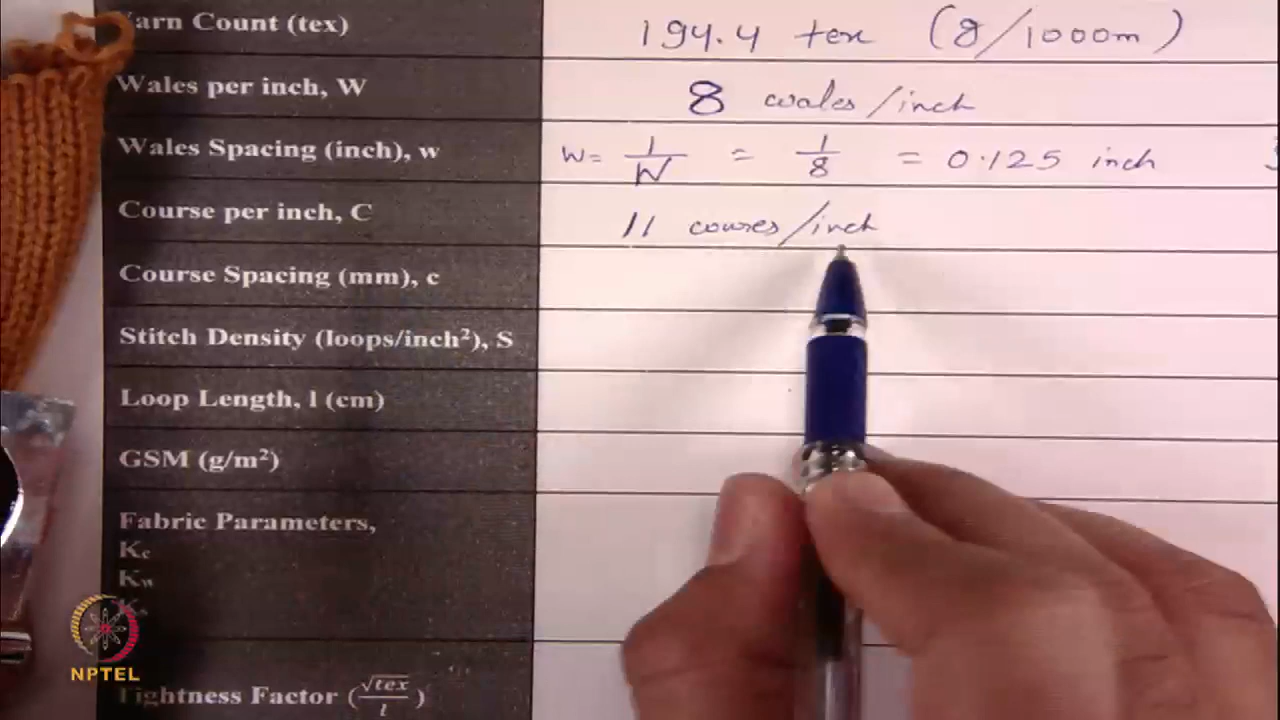 Yarn Count (tex) 194.4 tex (g/1000m)
Wales per inch, W 8 wales/inch
Wales Spacing (inch), w w = 1/W = 1/8 = 0.125 inch
Course per inch, C 11 courses/inch
Course Spacing (mm), c
Stitch Density (loops/inch²), S
Loop Length, l (cm)
GSM (g/m²)
Fabric Parameters,
Kc
Kw
NPTEL
Tightness Factor (√tex/l)